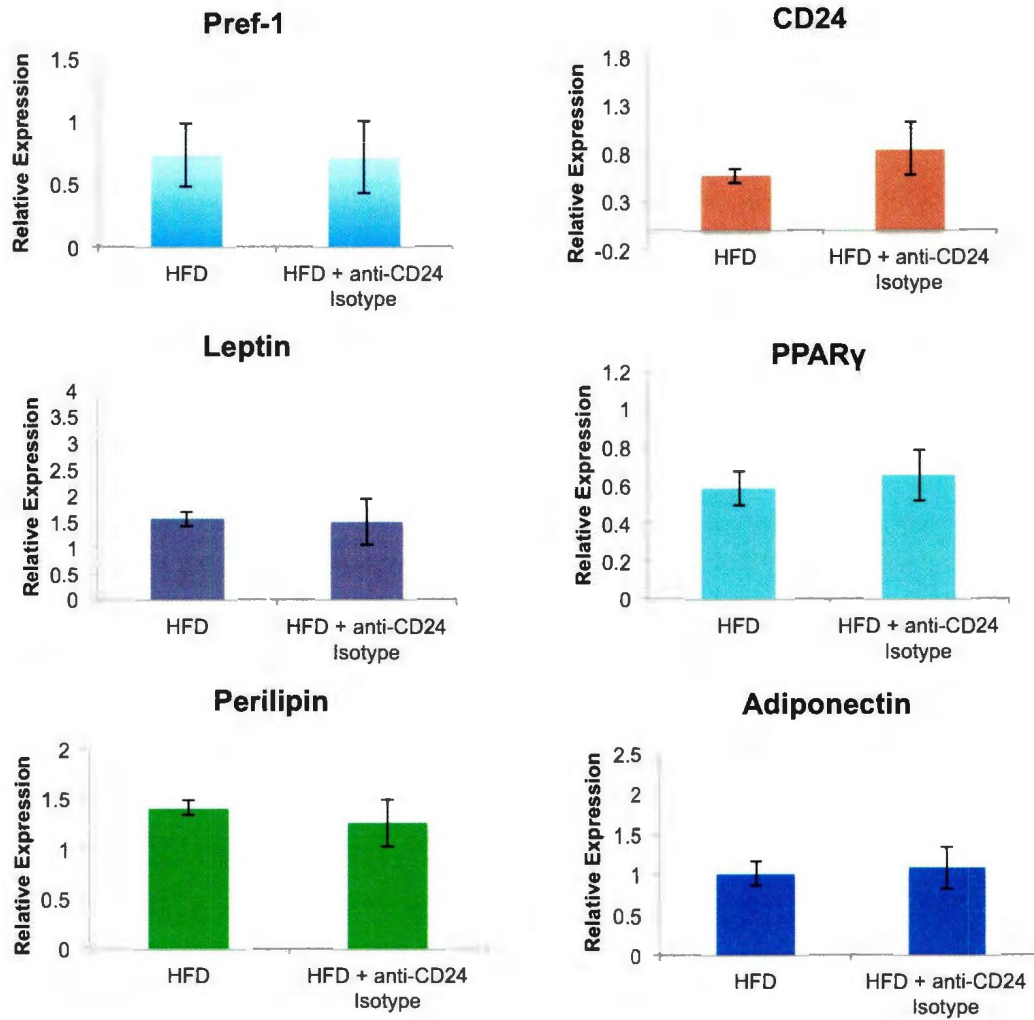 Pref-1
Relative Expression
1.5
1
0.5
0
HFD
HFD + anti-CD24
Isotype
CD24
Relative Expression
1.8
1.3
0.8
0.3
-0.2
HFD
HFD + anti-CD24
Isotype
Leptin
Relative Expression
4
3.5
3
2.5
2
1.5
1
0.5
0
HFD
HFD + anti-CD24
Isotype
PPARγ
Relative Expression
1.2
1
0.8
0.6
0.4
0.2
0
HFD
HFD + anti-CD24
Isotype
Perilipin
Relative Expression
2
1.5
1
0.5
0
HFD
HFD + anti-CD24
Isotype
Adiponectin
Relative Expression
2.5
2
1.5
1
0.5
0
HFD
HFD + anti-CD24
Isotype